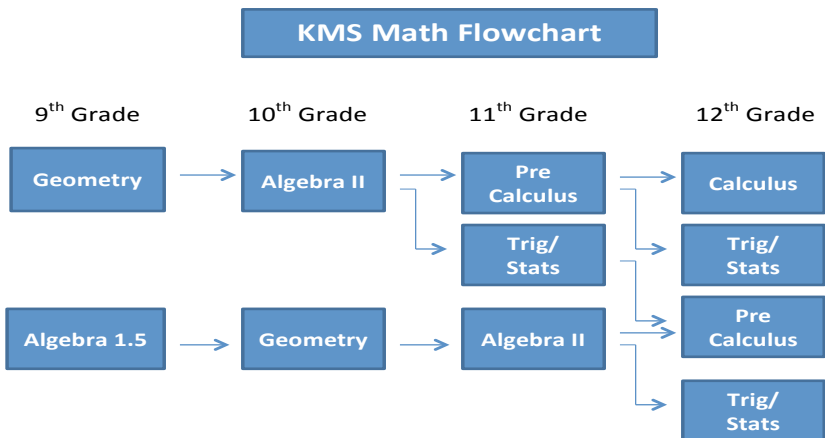 KMS Math Flowchart
9th Grade
10th Grade
11th Grade
12th Grade
Geometry
Algebra II
Pre
Calculus
Calculus
Trig/
Stats
Trig/
Stats
Algebra 1.5
Geometry
Algebra II
Pre
Calculus
Trig/
Stats